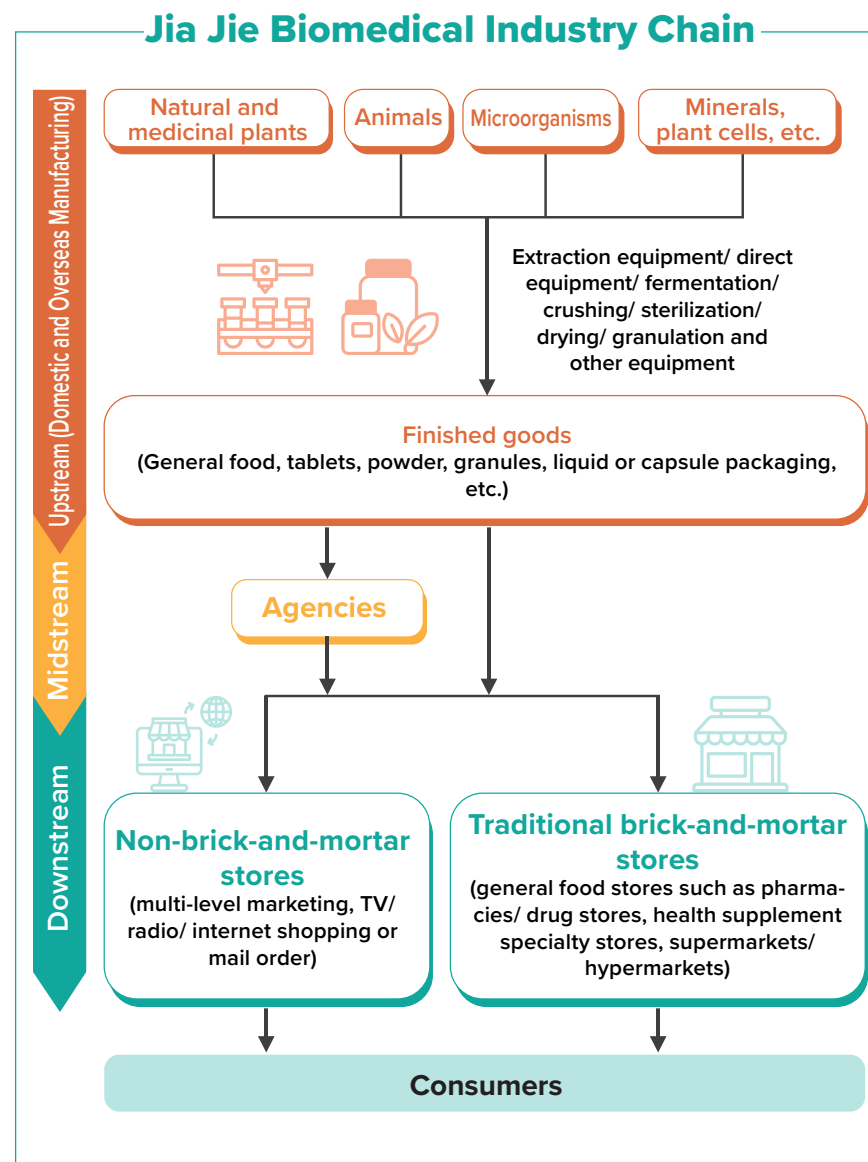 Jia Jie Biomedical Industry Chain
Upstream (Domestic and Overseas Manufacturing)
Natural and
medicinal plants
Animals
Microorganisms
Minerals,
plant cells, etc.
Extraction equipment/ direct
equipment/ fermentation/
crushing/ sterilization/
drying/ granulation and
other equipment
Finished goods
(General food, tablets, powder, granules, liquid or capsule packaging,
etc.)
Midstream
Agencies
Downstream
Non-brick-and-mortar
stores
(multi-level marketing, TV/
radio/ internet shopping or
mail order)
Traditional brick-and-mortar
stores
(general food stores such as pharma-
cies/ drug stores, health supplement
specialty stores, supermarkets/
hypermarkets)
Consumers